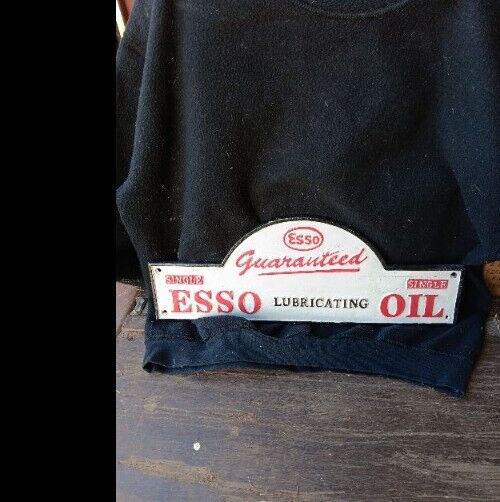 Esso
Guaranteed
SINGLE SINGLE
ESSO LUBRICATING OIL